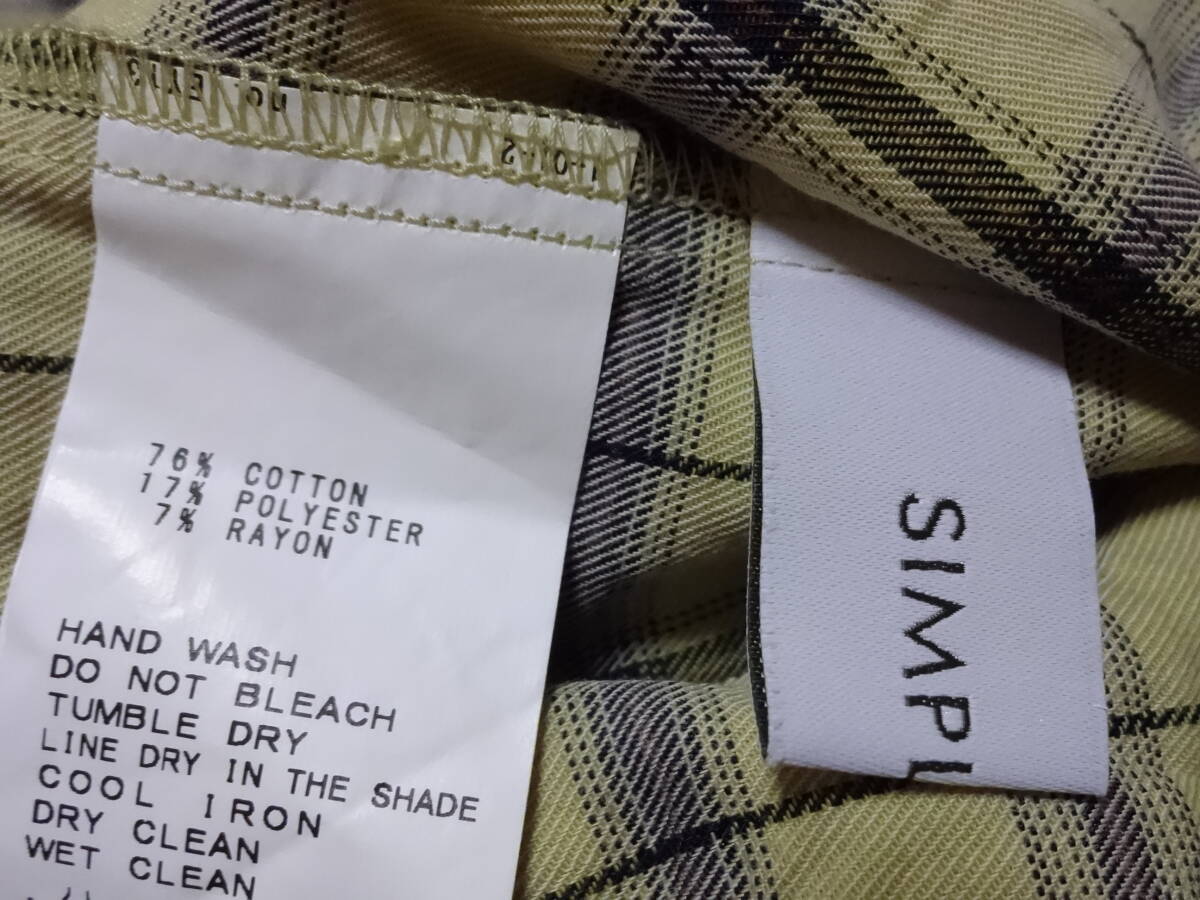 76% COTTON
17% POLYESTER
7% RAYON
HAND WASH
DO NOT BLEACH
TUMBLE DRY
LINE DRY IN THE SHADE
COOL IRON
DRY CLEAN
WET CLEAN
SIMPL